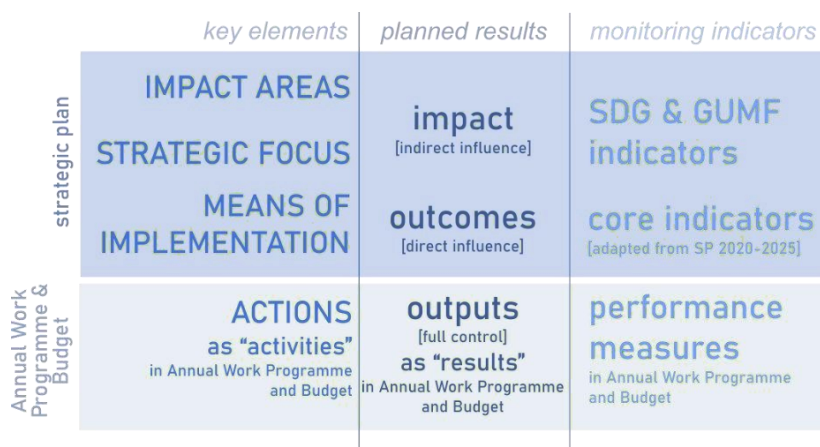 key elements
planned results
monitoring indicators
strategic plan
IMPACT AREAS
STRATEGIC FOCUS
MEANS OF
IMPLEMENTATION
impact
[indirect influence]
outcomes
[direct influence]
SDG & GUMF
indicators
core indicators
[adapted from SP 2020-2025]
Annual Work
Programme &
Budget
ACTIONS
as “activities”
in Annual Work Programme
and Budget
outputs
[full control]
as “results”
in Annual Work Programme
and Budget
performance
measures
in Annual Work Programme
and Budget